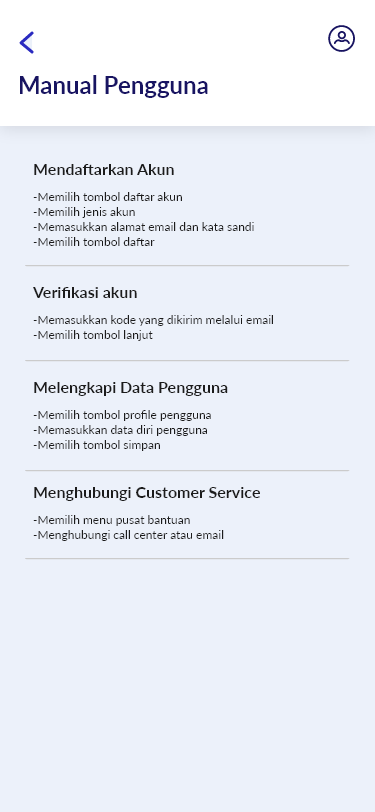 Manual Pengguna
Mendaftarkan Akun
-Memilih tombol daftar akun
-Memilih jenis akun
-Memasukkan alamat email dan kata sandi
-Memilih tombol daftar
Verifikasi akun
-Memasukkan kode yang dikirim melalui email
-Memilih tombol lanjut
Melengkapi Data Pengguna
-Memilih tombol profile pengguna
-Memasukkan data diri pengguna
-Memilih tombol simpan
Menghubungi Customer Service
-Memilih menu pusat bantuan
-Menghubungi call center atau email